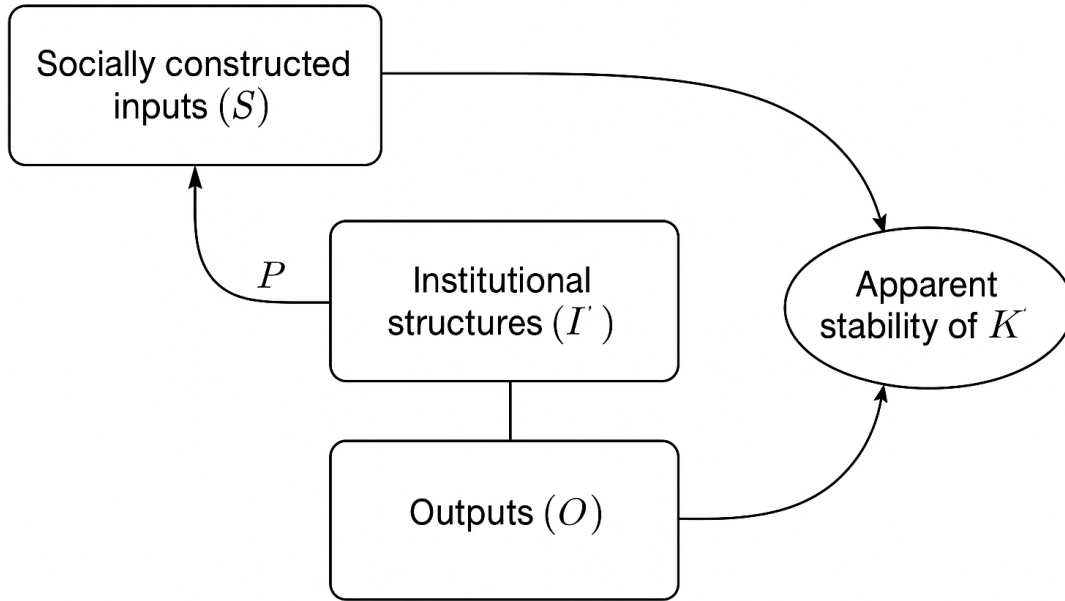 Socially constructed
inputs (S)
P
Institutional
structures (I' )
Apparent
stability of K'
Outputs (O)